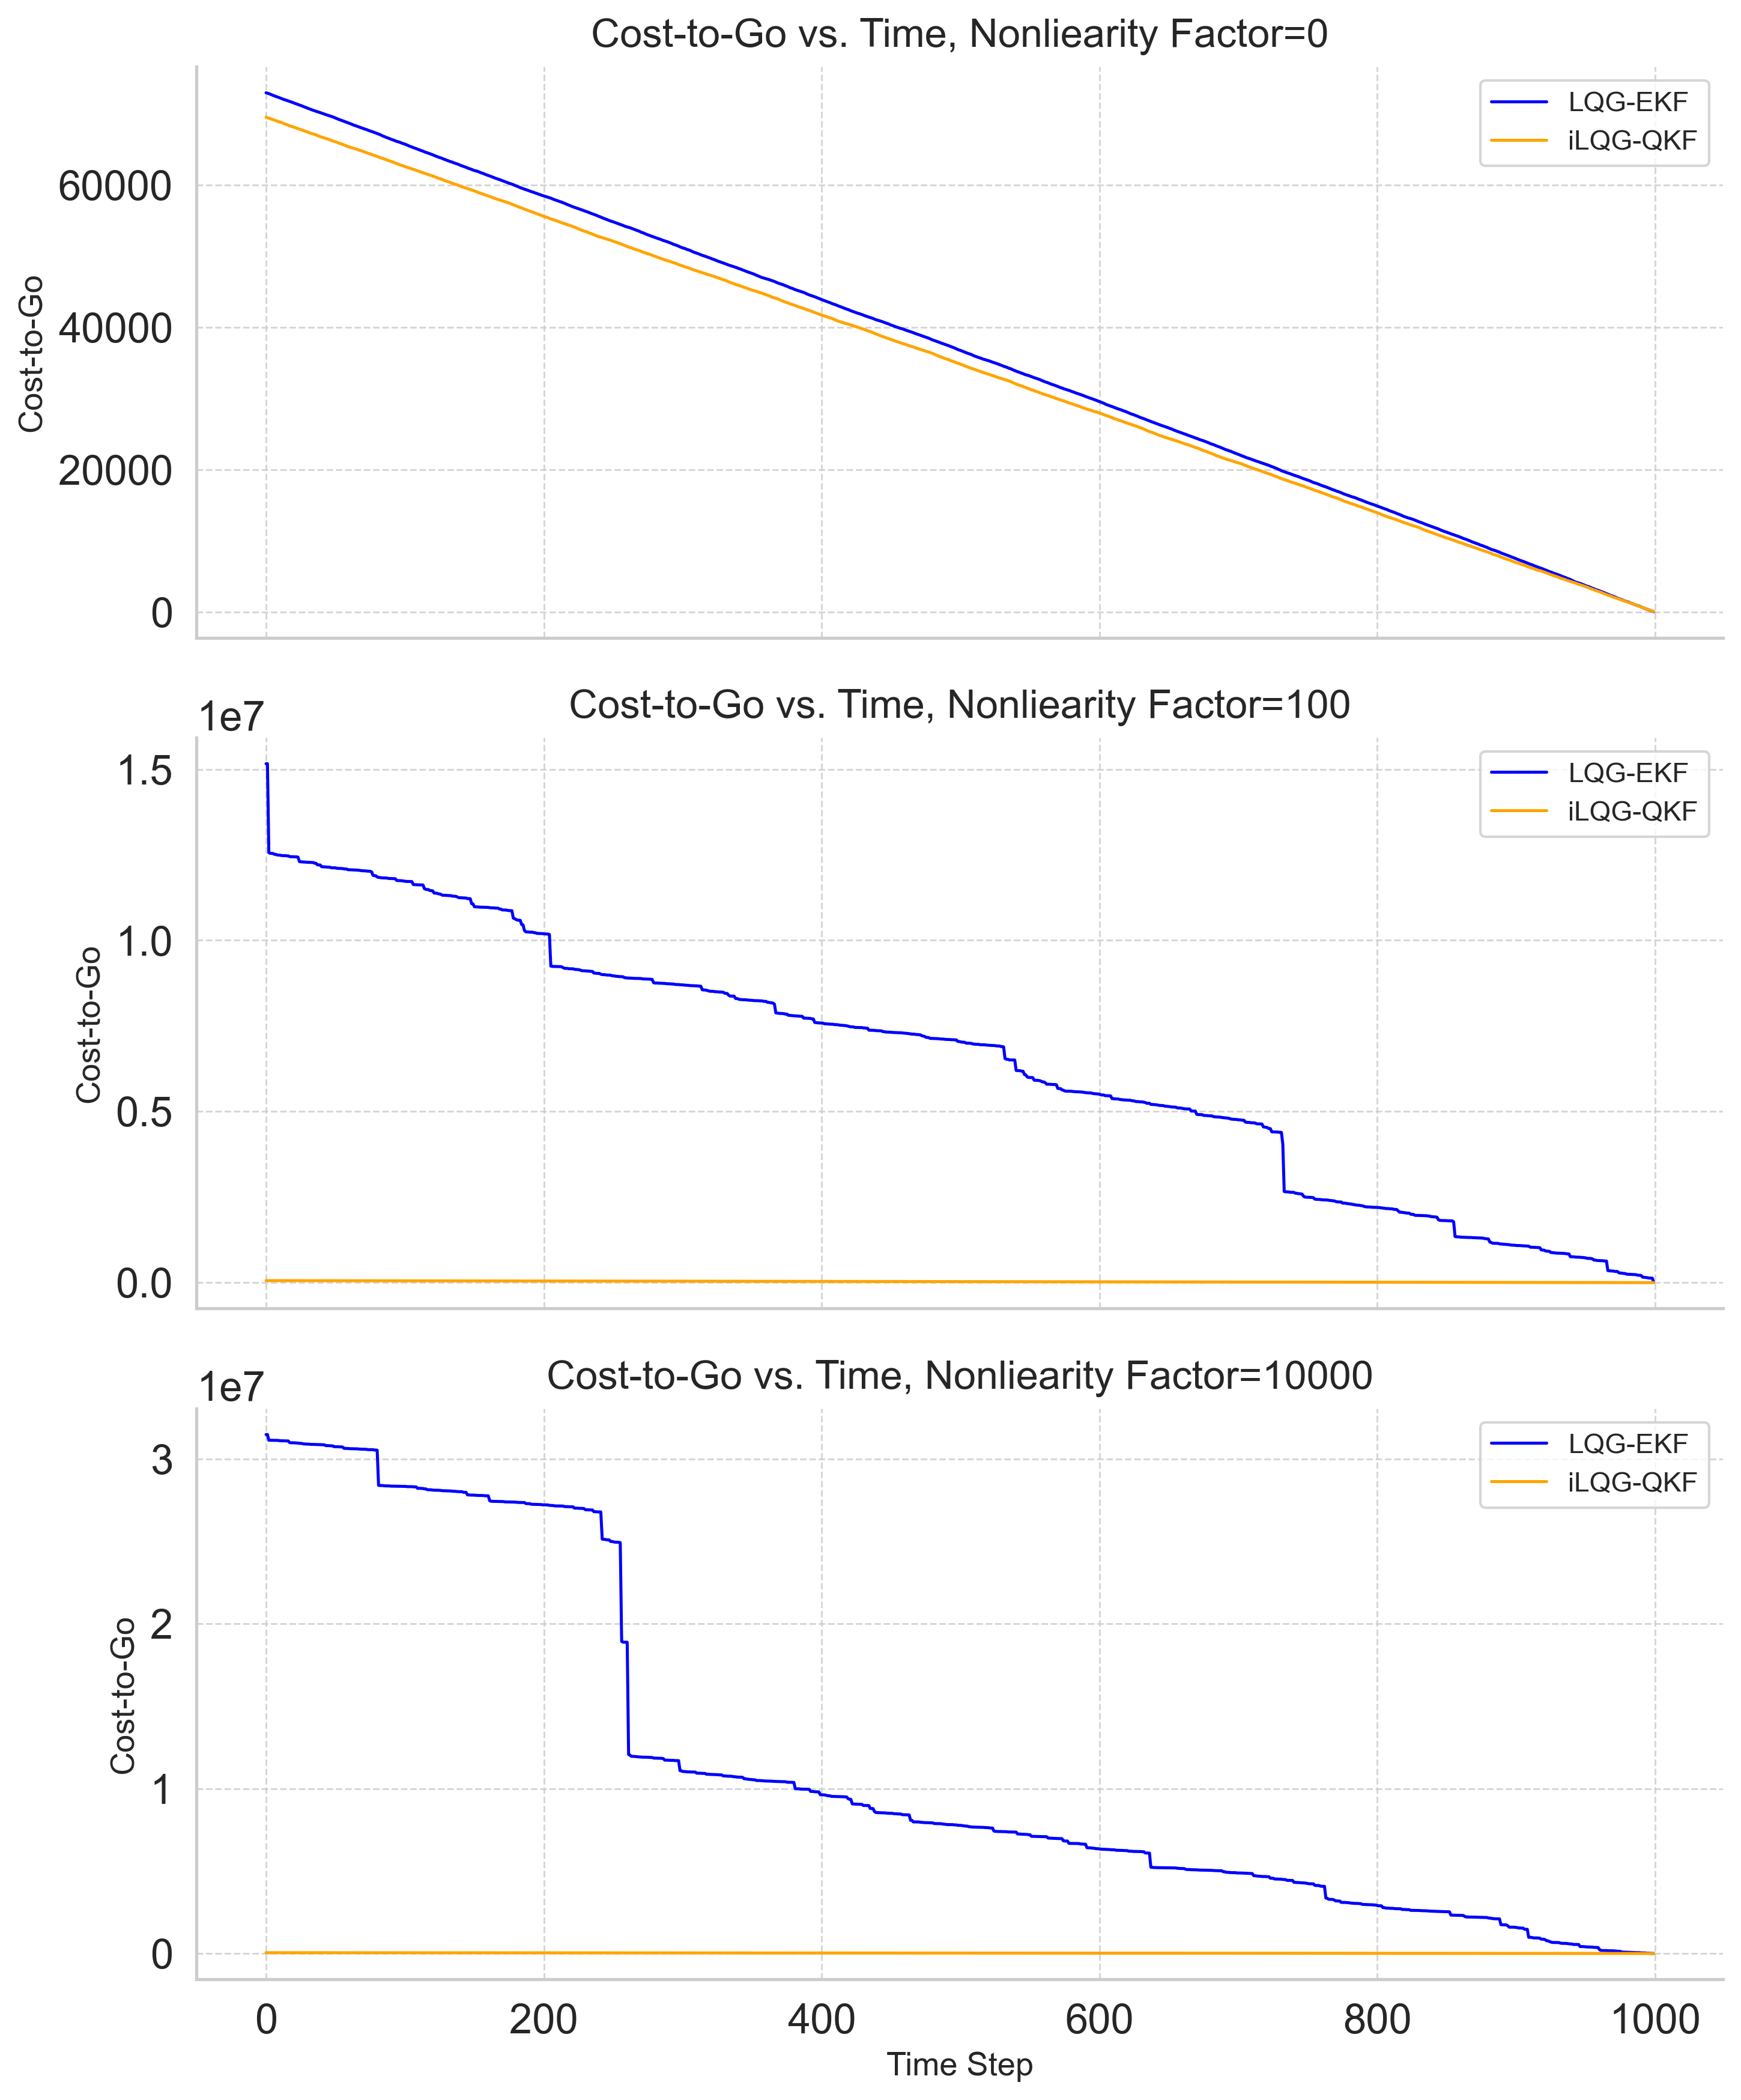 Cost-to-Go vs. Time, Nonliearity Factor=0
LQG-EKF
iLQG-QKF
60000
40000
20000
0
Cost-to-Go
1e7
Cost-to-Go vs. Time, Nonliearity Factor=100
LQG-EKF
iLQG-QKF
1.5
1.0
0.5
0.0
Cost-to-Go
1e7
Cost-to-Go vs. Time, Nonliearity Factor=10000
LQG-EKF
iLQG-QKF
3
2
1
0
Cost-to-Go
0 200 400 600 800 1000
Time Step